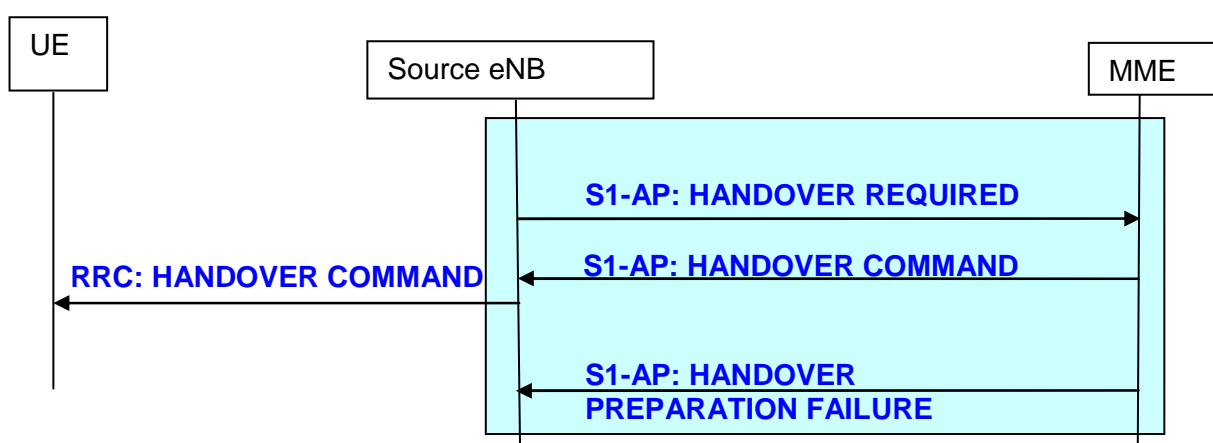 UE
Source eNB
MME
S1-AP: HANDOVER REQUIRED
S1-AP: HANDOVER COMMAND
RRC: HANDOVER COMMAND
S1-AP: HANDOVER
PREPARATION FAILURE